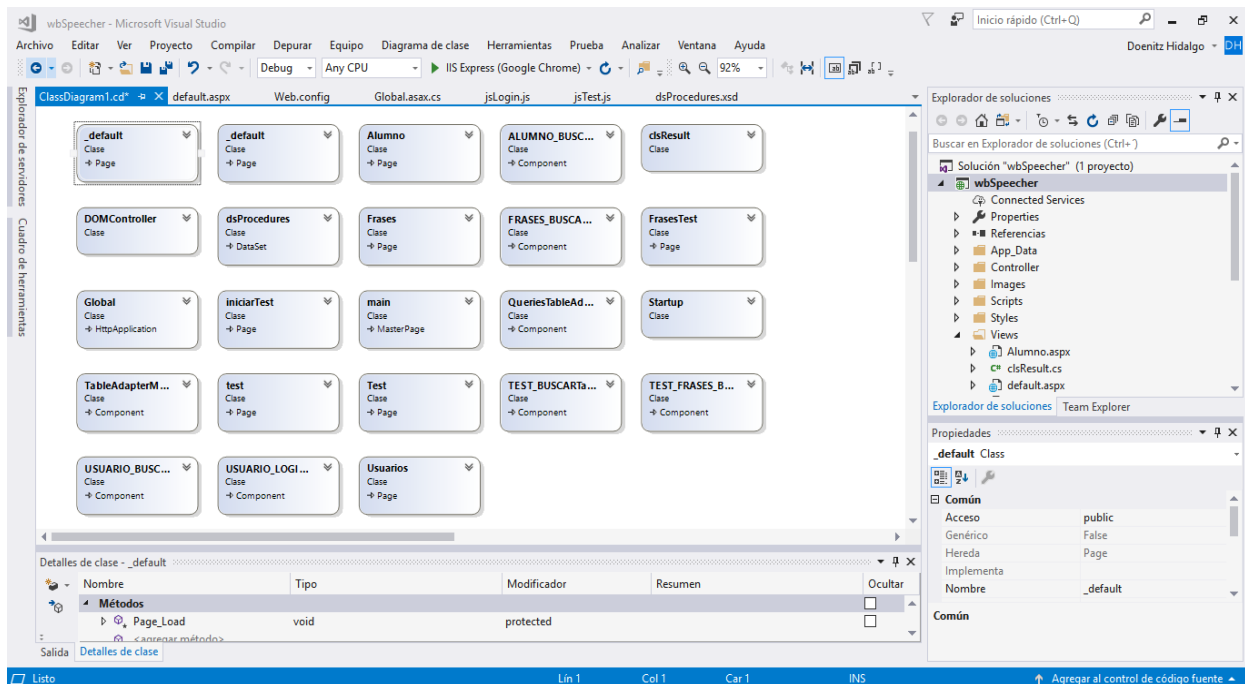 wbSpeecher - Microsoft Visual Studio
Inicio rápido (Ctrl+Q)
Archivo Editar Ver Proyecto Compilar Depurar Equipo Diagrama de clase Herramientas Prueba Analizar Ventana Ayuda
Doenitz Hidalgo DH
Debug Any CPU IIS Express (Google Chrome) 92%
Explorador de servidores
Cuadro de herramientas
ClassDiagram1.cd* default.aspx Web.config Global.asax.cs jsLogin.js jsTest.js dsProcedures.xsd
_default
Clase
Page
_default
Clase
Page
Alumno
Clase
Page
ALUMNO_BUSC...
Clase
Component
clsResult
Clase
DOMController
Clase
dsProcedures
Clase
DataSet
Frases
Clase
Page
FRASES_BUSCA...
Clase
Component
FrasesTest
Clase
Page
Global
Clase
HttpApplication
iniciarTest
Clase
Page
main
Clase
MasterPage
QueriesTableAd...
Clase
Component
Startup
Clase
TableAdapterM...
Clase
Component
test
Clase
Page
Test
Clase
Page
TEST_BUSCARTa...
Clase
Component
TEST_FRASES_B...
Clase
Component
USUARIO_BUSC...
Clase
Component
USUARIO_LOGI...
Clase
Component
Usuarios
Clase
Page
Detalles de clase - _default
Nombre Tipo Modificador Resumen Ocultar
Métodos
Page_Load void protected
<agregar método>
Salida Detalles de clase
Explorador de soluciones
Buscar en Explorador de soluciones (Ctrl+´)
Solución "wbSpeecher" (1 proyecto)
wbSpeecher
Connected Services
Properties
Referencias
App_Data
Controller
Images
Scripts
Styles
Views
Alumno.aspx
C# clsResult.cs
default.aspx
Explorador de soluciones Team Explorer
Propiedades
_default Class
Común
Acceso public
Genérico False
Hereda Page
Implementa
Nombre _default
Común
Listo Lín 1 Col 1 Car 1 INS Agregar al control de código fuente